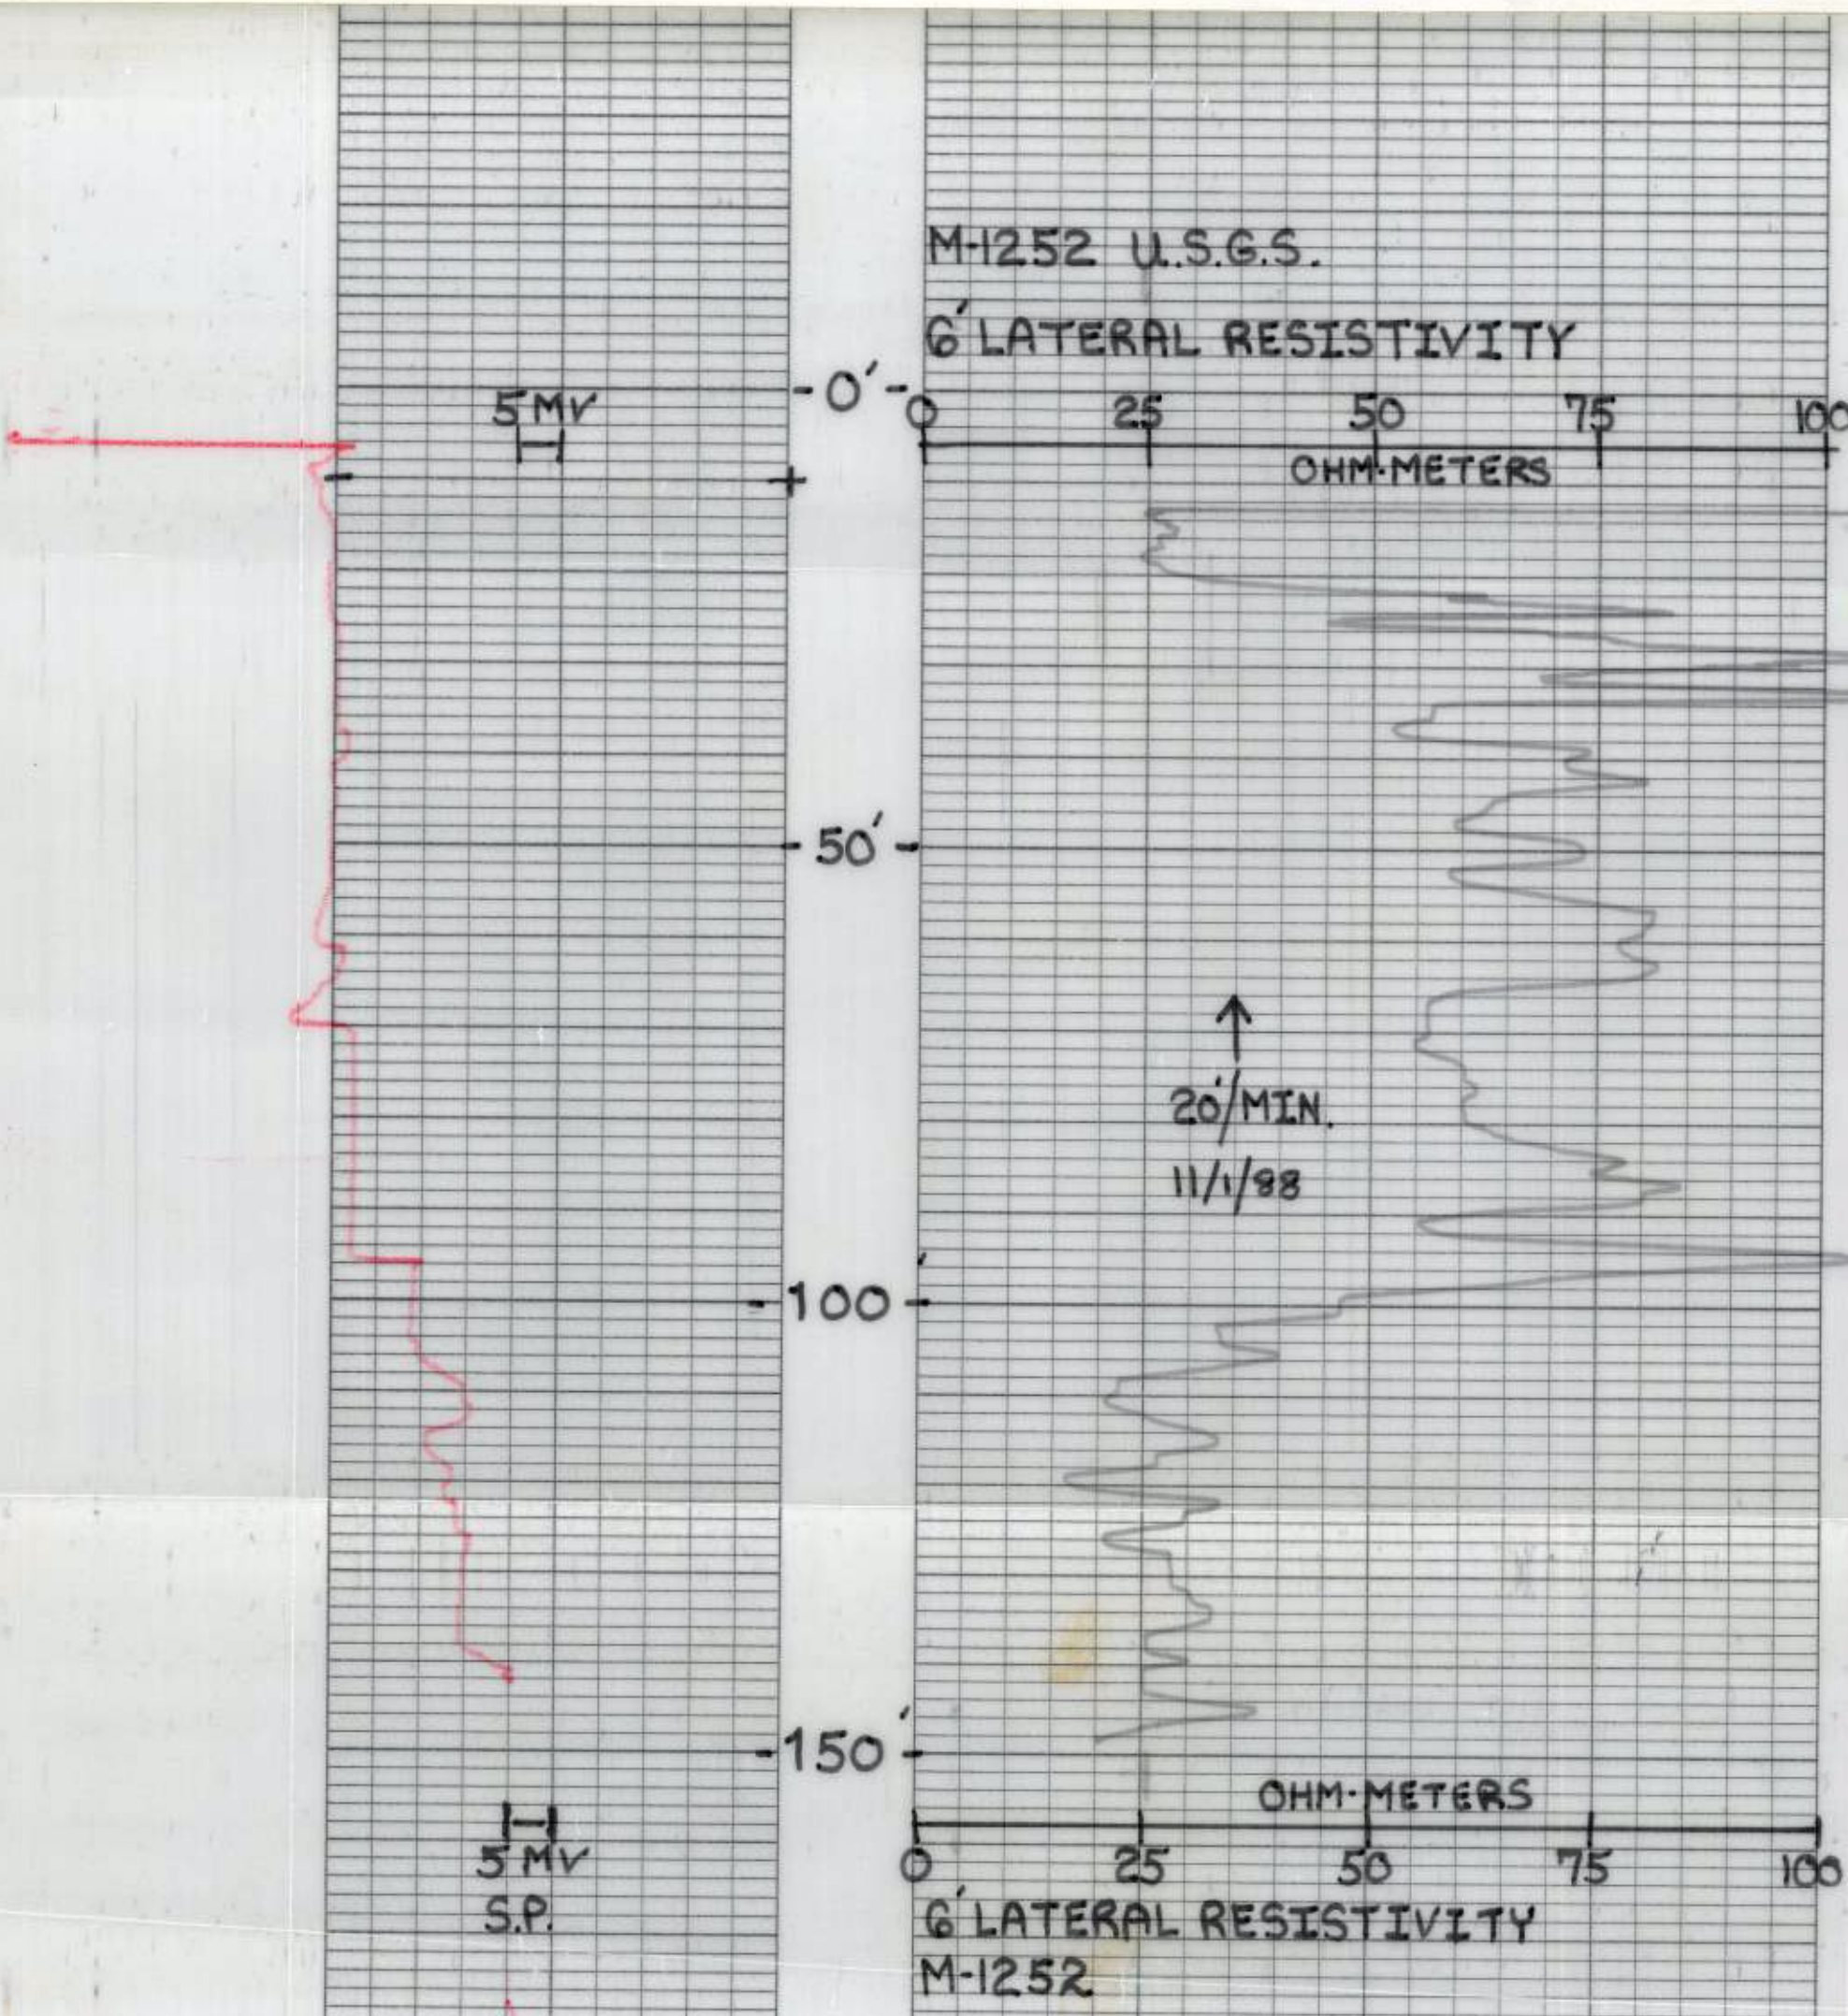 M-1252 U.S.G.S.
6' LATERAL RESISTIVITY
-0'-
5 MV
0 25 50 75 100
OHM-METERS
- +
- 50' -
20'/MIN.
11/1/88
-100'-
-150'-
OHM-METERS
5 MV
0 25 50 75 100
S.P.
6' LATERAL RESISTIVITY
M-1252